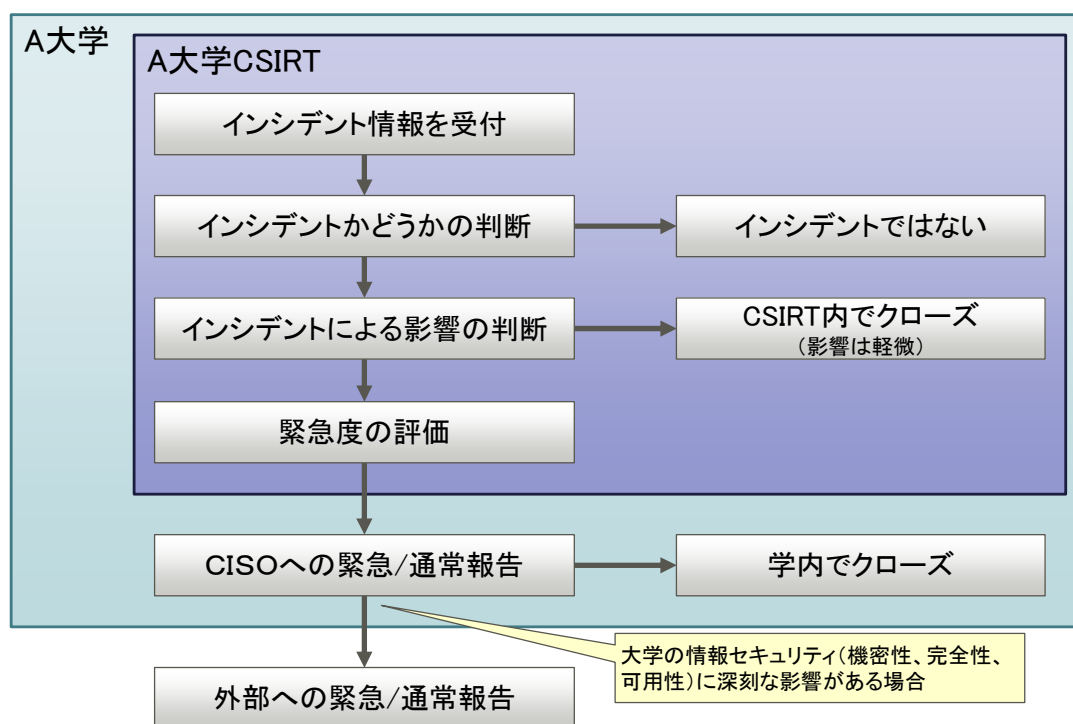 A大学
A大学CSIRT
インシデント情報を受付
インシデントかどうかの判断
インシデントではない
インシデントによる影響の判断
CSIRT内でクローズ
（影響は軽微）
緊急度の評価
CISOへの緊急/通常報告
学内でクローズ
大学の情報セキュリティ（機密性、完全性、
可用性）に深刻な影響がある場合
外部への緊急/通常報告